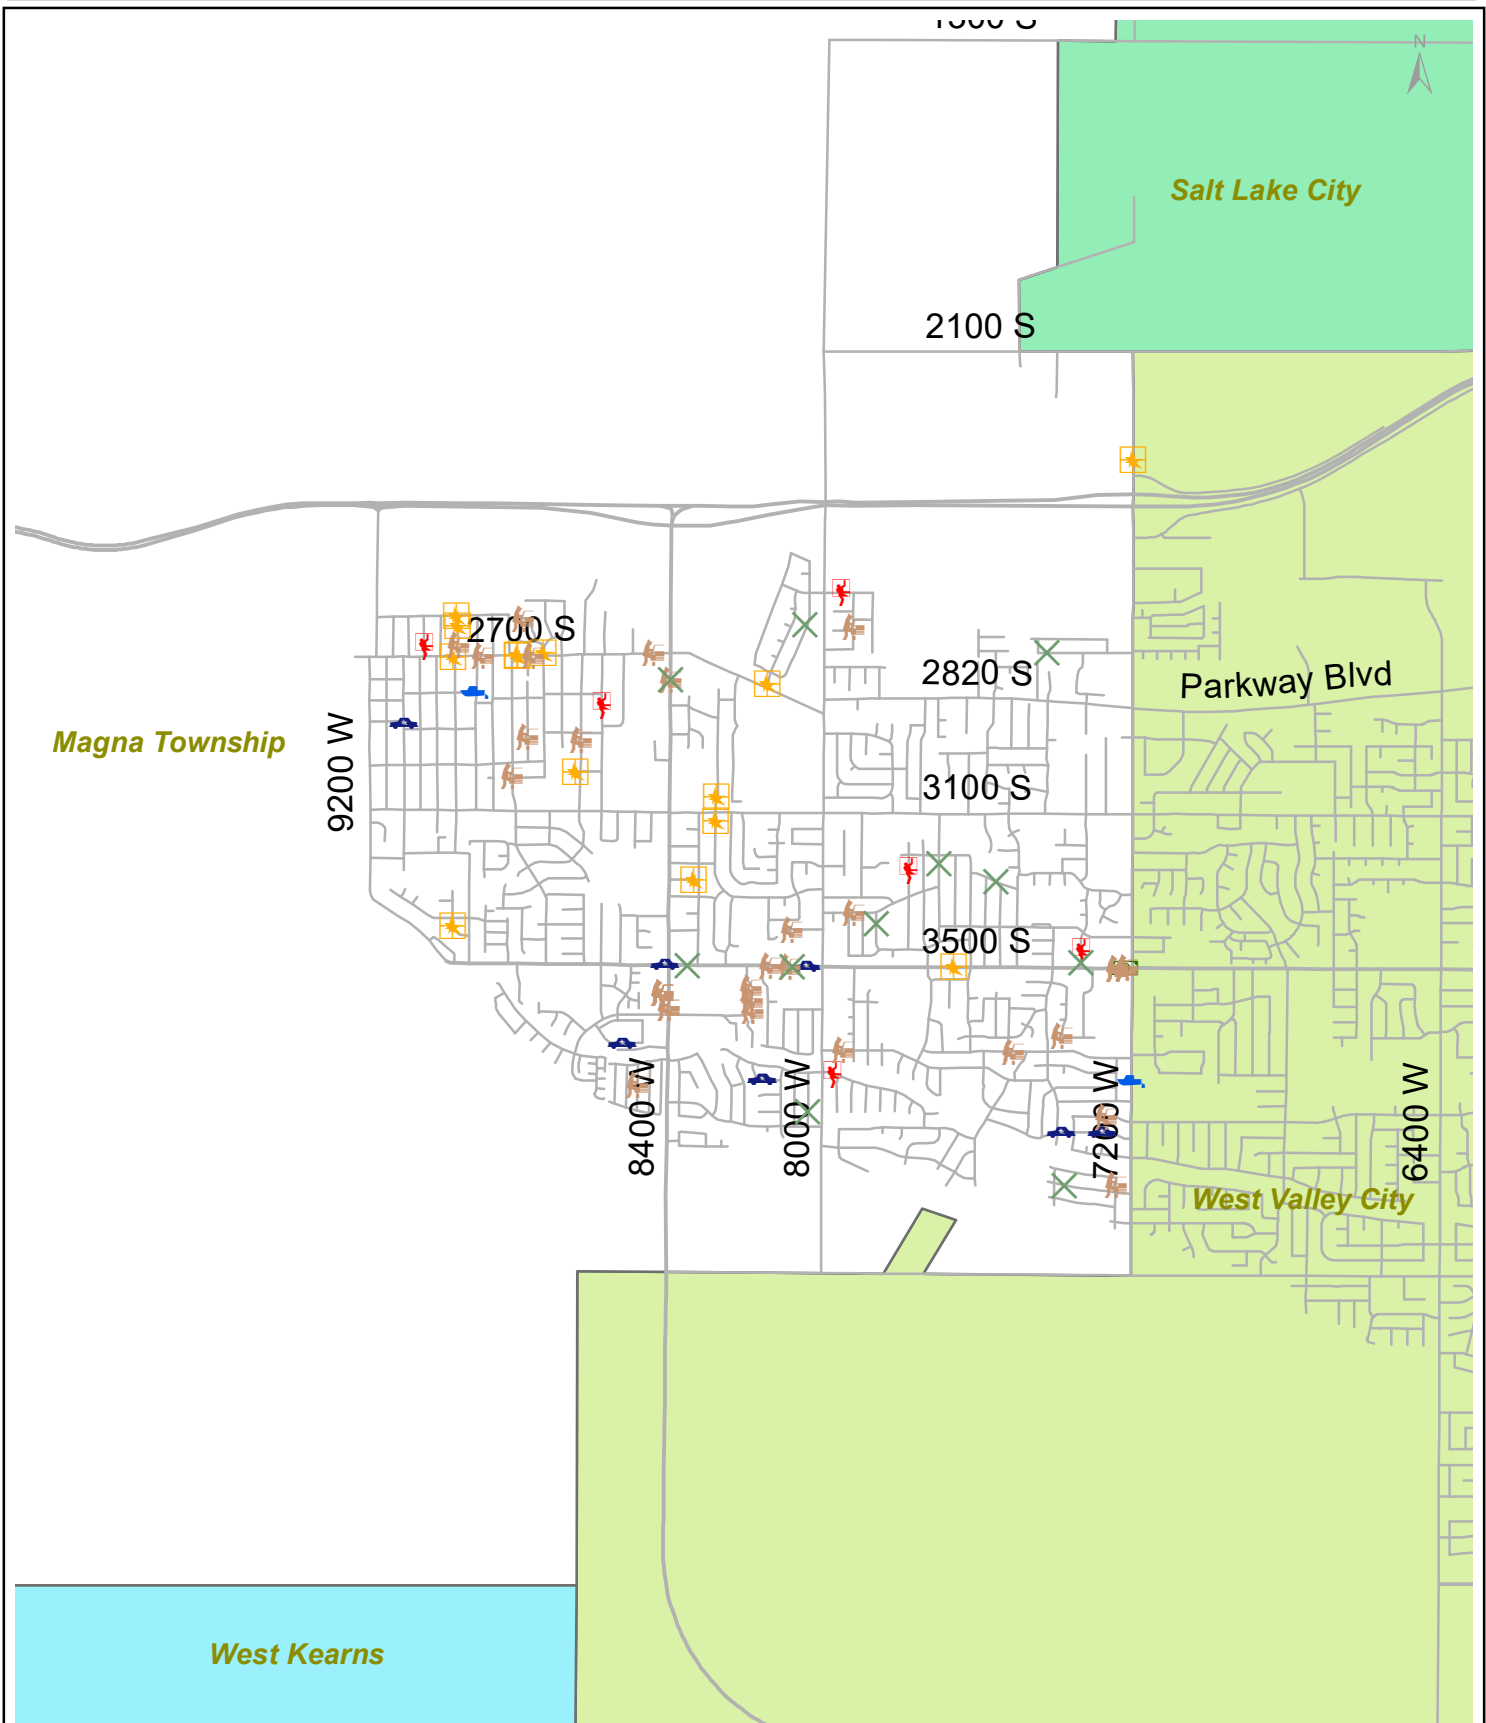 N
Salt Lake City
2100 S
2700 S
2820 S
Parkway Blvd
Magna Township
9200 W
3100 S
3500 S
8400 W
8000 W
7200 W
6400 W
West Valley City
West Kearns